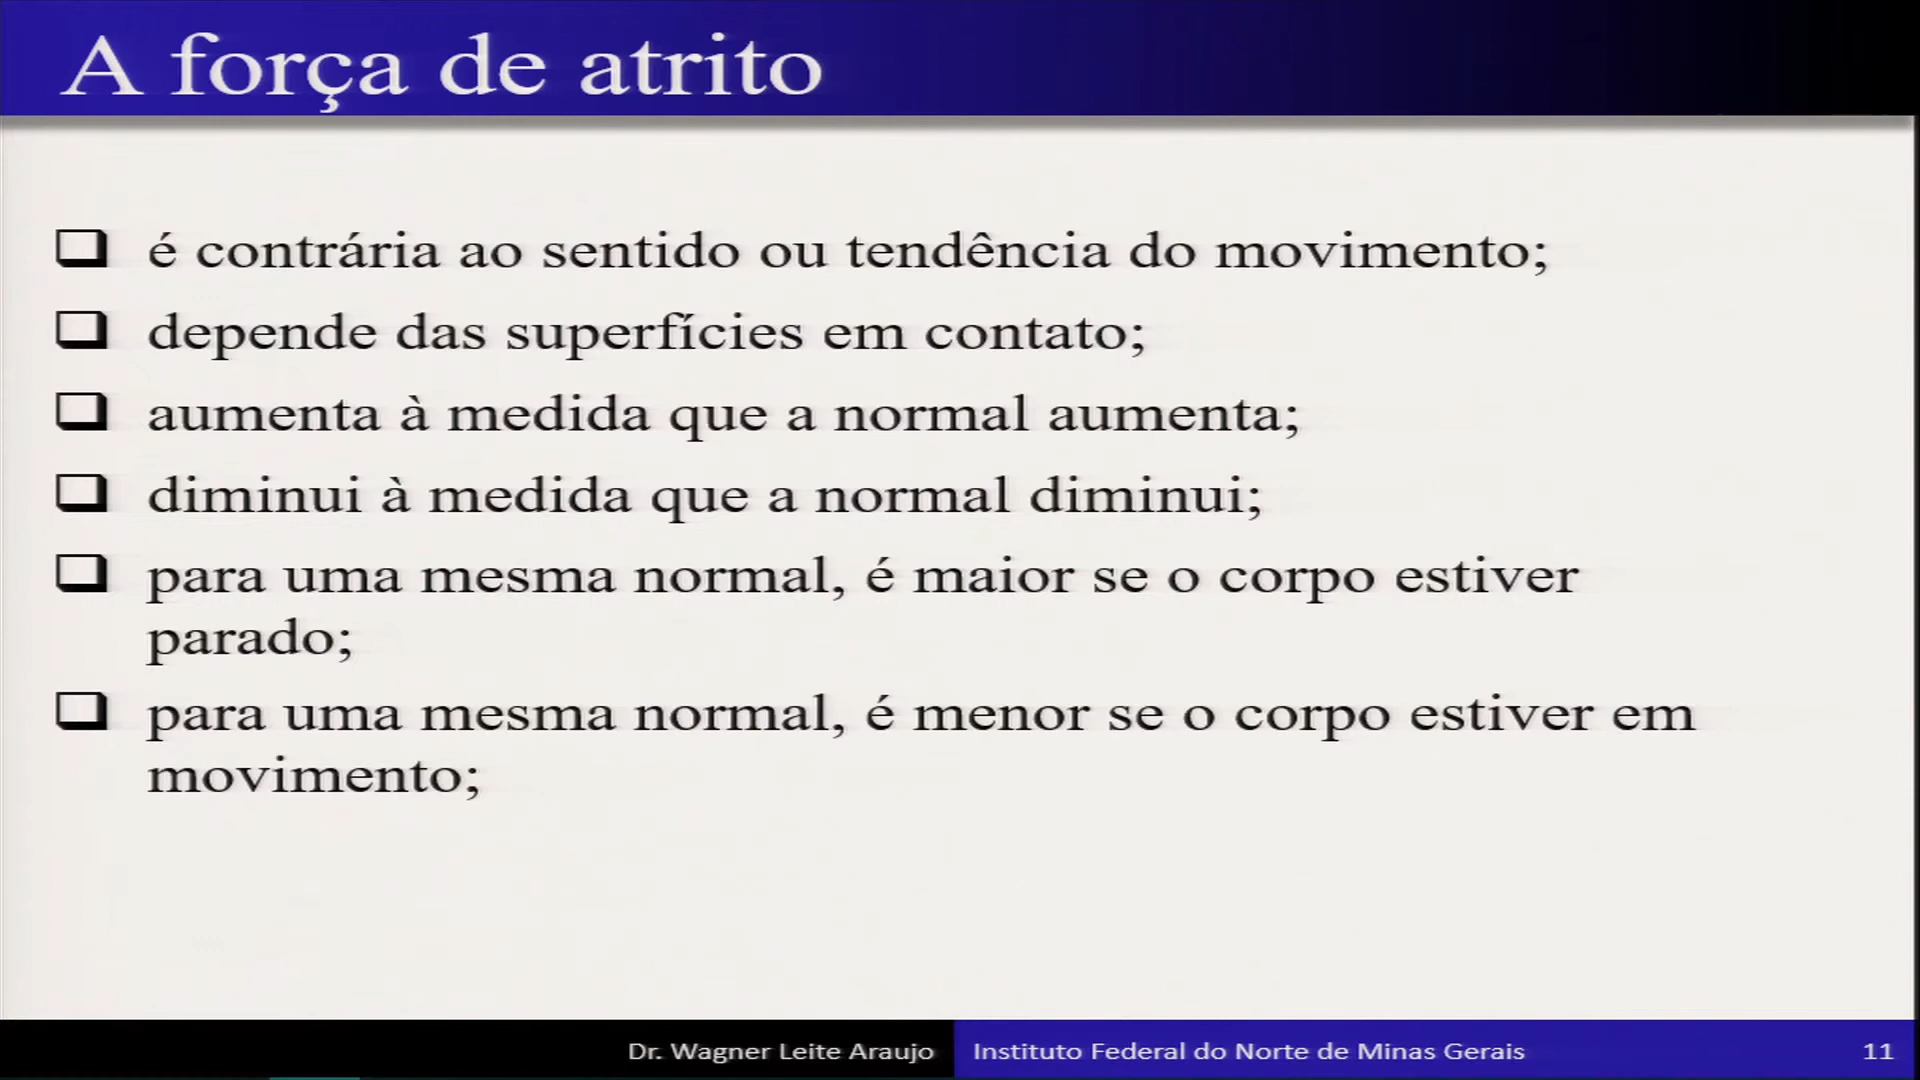 A força de atrito
é contrária ao sentido ou tendência do movimento;
depende das superfícies em contato;
aumenta à medida que a normal aumenta;
diminui à medida que a normal diminui;
para uma mesma normal, é maior se o corpo estiver
parado;
para uma mesma normal, é menor se o corpo estiver em
movimento;
Dr. Wagner Leite Araujo
Instituto Federal do Norte de Minas Gerais
11